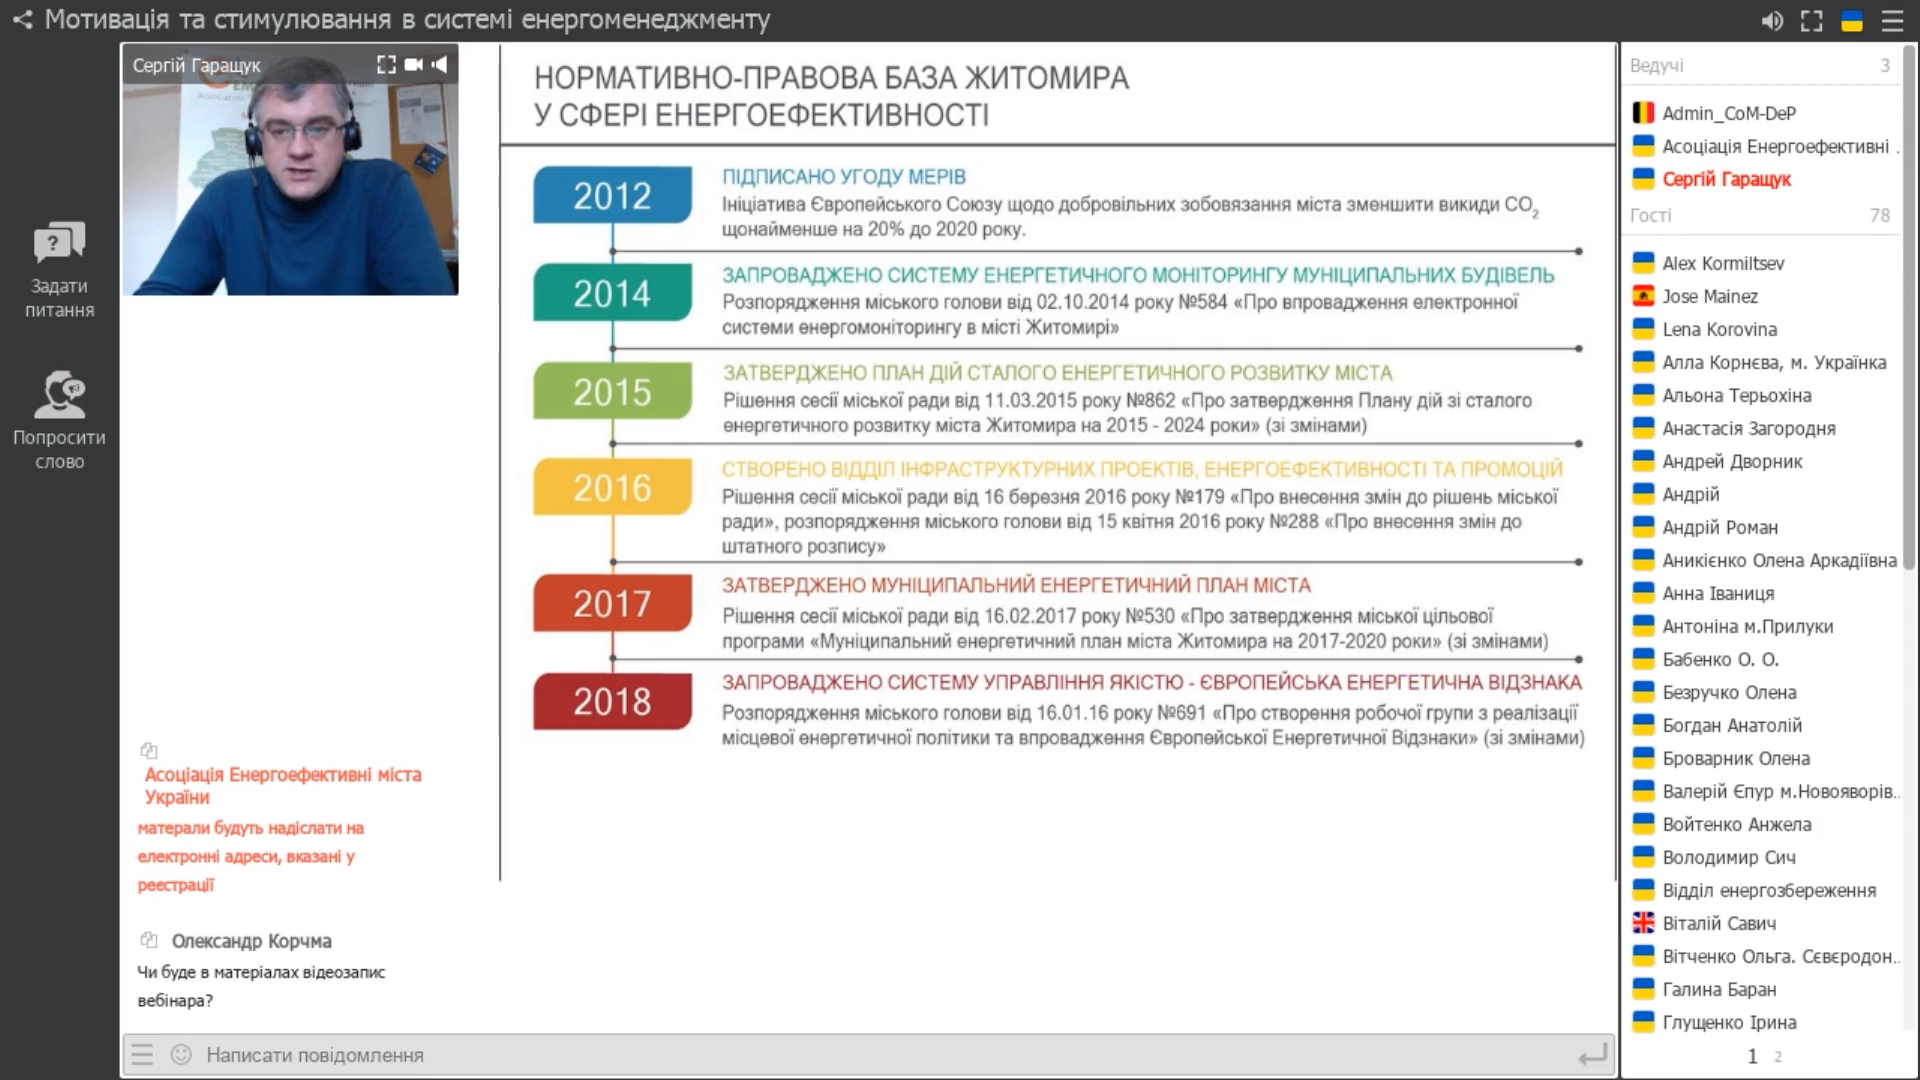 Мотивація та стимулювання в системі енергоменеджменту
Сергій Гаращук
Задати
питання
Попросити
слово
НОРМАТИВНО-ПРАВОВА БАЗА ЖИТОМИРА
У СФЕРІ ЕНЕРГОЕФЕКТИВНОСТІ
2012
ПІДПИСАНО УГОДУ МЕРІВ
Ініціатива Європейського Союзу щодо добровільних зобовязання міста зменшити викиди CO2
щонайменше на 20% до 2020 року.
2014
ЗАПРОВАДЖЕНО СИСТЕМУ ЕНЕРГЕТИЧНОГО МОНІТОРИНГУ МУНІЦИПАЛЬНИХ БУДІВЕЛЬ
Розпорядження міського голови від 02.10.2014 року №584 «Про впровадження електронної
системи енергомоніторингу в місті Житомирі»
2015
ЗАТВЕРДЖЕНО ПЛАН ДІЙ СТАЛОГО ЕНЕРГЕТИЧНОГО РОЗВИТКУ МІСТА
Рішення сесії міської ради від 11.03.2015 року №862 «Про затвердження Плану дій зі сталого
енергетичного розвитку міста Житомира на 2015 - 2024 роки» (зі змінами)
2016
СТВОРЕНО ВІДДІЛ ІНФРАСТРУКТУРНИХ ПРОЕКТІВ, ЕНЕРГОЕФЕКТИВНОСТІ ТА ПРОМОЦІЙ
Рішення сесії міської ради від 16 березня 2016 року №179 «Про внесення змін до рішень міської
ради», розпорядження міського голови від 15 квітня 2016 року №288 «Про внесення змін до
штатного розпису»
2017
ЗАТВЕРДЖЕНО МУНІЦИПАЛЬНИЙ ЕНЕРГЕТИЧНИЙ ПЛАН МІСТА
Рішення сесії міської ради від 16.02.2017 року №530 «Про затвердження міської цільової
програми «Муніципальний енергетичний план міста Житомира на 2017-2020 роки» (зі змінами)
2018
ЗАПРОВАДЖЕНО СИСТЕМУ УПРАВЛІННЯ ЯКІСТЮ - ЄВРОПЕЙСЬКА ЕНЕРГЕТИЧНА ВІДЗНАКА
Розпорядження міського голови від 16.01.16 року №691 «Про створення робочої групи з реалізації
місцевої енергетичної політики та впровадження Європейської Енергетичної Відзнаки» (зі змінами)
Асоціація Енергоефективні міста
України
матерали будуть надіслати на
електронні адреси, вказані у
реєстрації
Олександр Корчма
Чи буде в матеріалах відеозапис
вебінара?
Написати повідомлення
Ведучі 3
Admin_CoM-DeP
Асоціація Енергоефективні .
Сергій Гаращук
Гості 78
Alex Kormiltsev
Jose Mainez
Lena Korovina
Алла Корнєва, м. Українка
Альона Терьохіна
Анастасія Загородня
Андрей Дворник
Андрій
Андрій Роман
Аникієнко Олена Аркадіївна
Анна Іваниця
Антоніна м.Прилуки
Бабенко О. О.
Безручко Олена
Богдан Анатолій
Броварник Олена
Валерій Єпур м.Новояворів..
Войтенко Анжела
Володимир Сич
Відділ енергозбереження
Віталій Савич
Вітченко Ольга. Сєвєродон..
Галина Баран
Глущенко Ірина
1 2